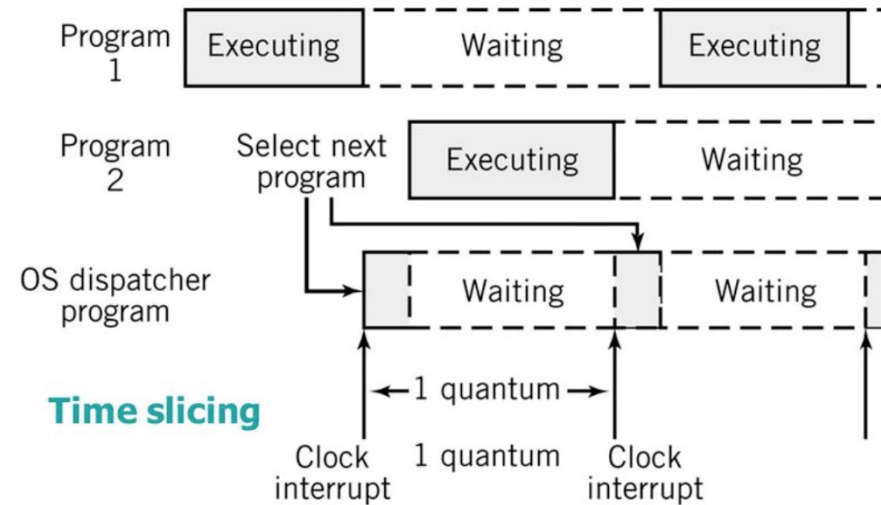 Program
1
Executing
Waiting
Executing
Program
2
Select next
program
Executing
Waiting
OS dispatcher
program
Waiting
Waiting
1 quantum
Time slicing
Clock
interrupt
1 quantum
Clock
interrupt